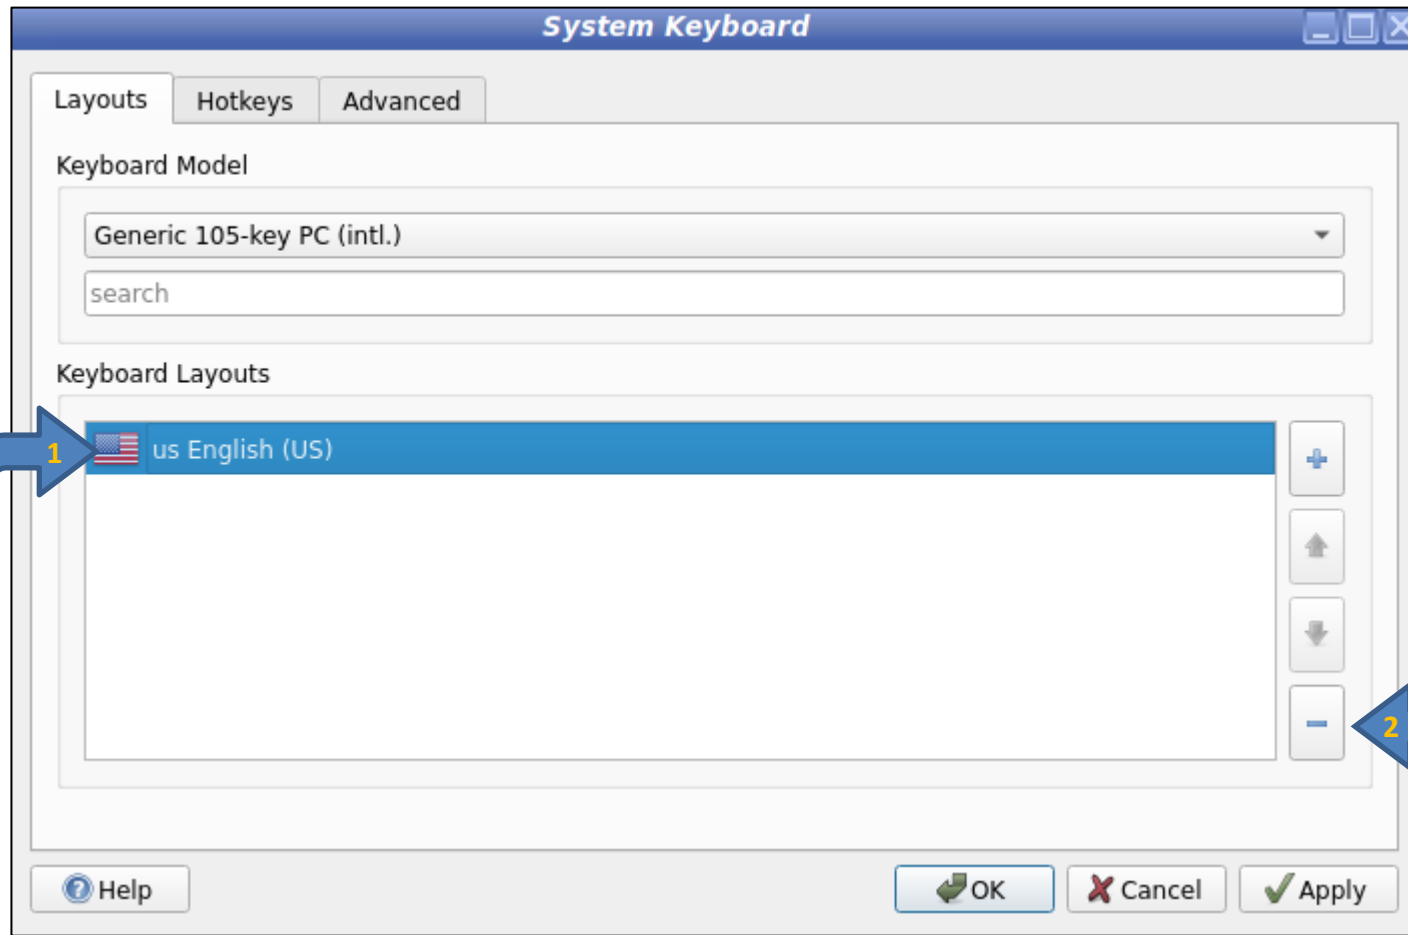 System Keyboard
Layouts Hotkeys Advanced
Keyboard Model
Generic 105-key PC (intl.)
search
Keyboard Layouts
1 us English (US)
2
Help OK Cancel Apply